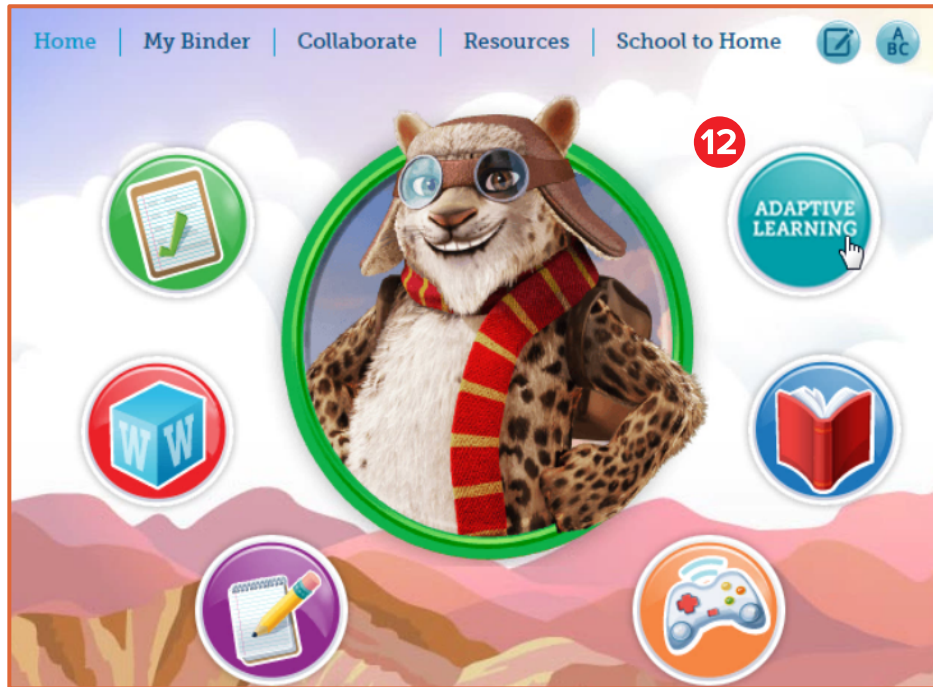 Home My Binder Collaborate Resources School to Home
A
BC
12
ADAPTIVE
LEARNING
W W